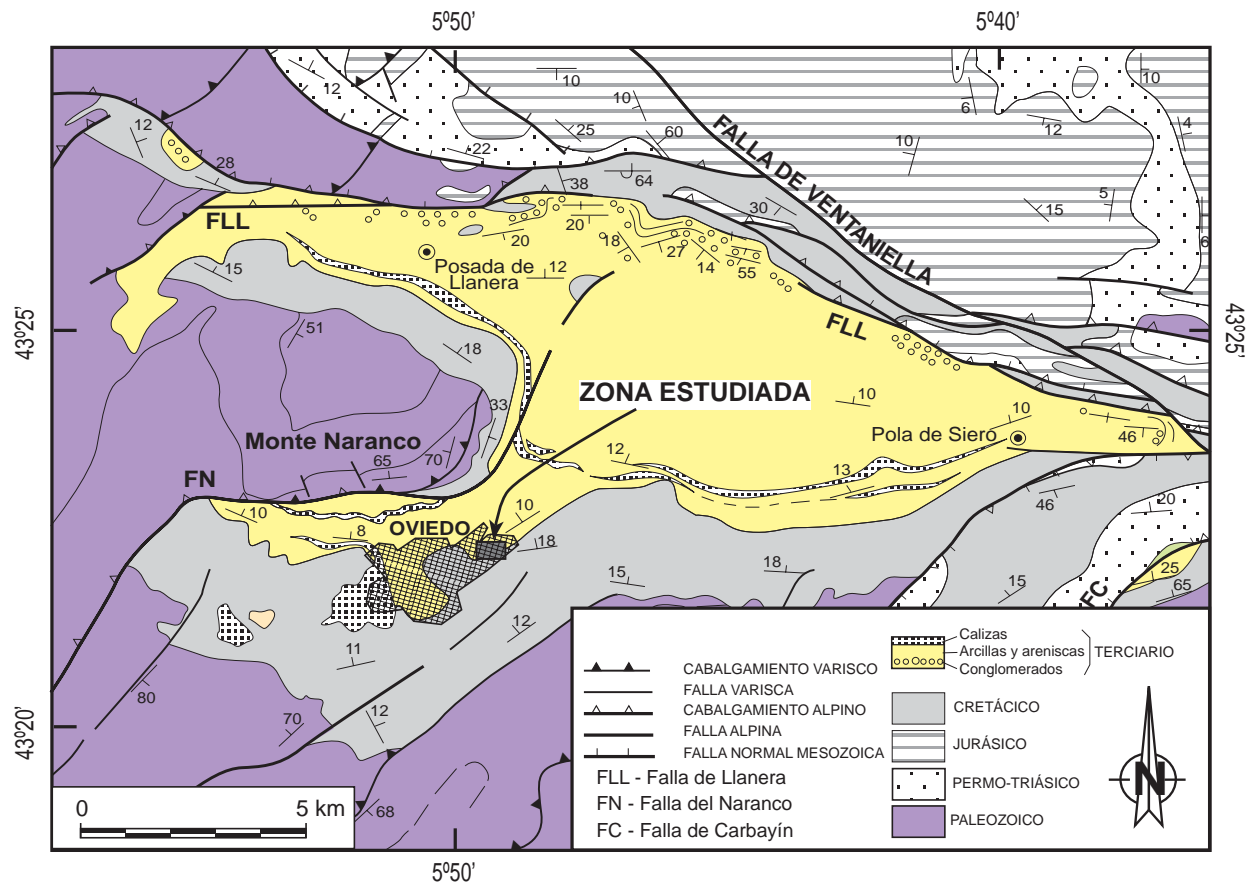 5º50'
5º40'
12
10
10
6
10
12
4
12
25
60
10
22
28
38
64
FALLA DE VENTANIELLA
5
30
15
6
FLL
20
20
18
27
14
55
Posada de
Llanera
12
15
43º25'
43º25'
51
18
FLL
ZONA ESTUDIADA
10
10
33
Monte Naranco
Pola de Siero
46
65
70
12
13
FN
10
8
OVIEDO
10
46
20
18
15
18
15
25
65
FC
12
11
80
70
12
43º20'
68
0
5 km
CABALGAMIENTO VARISCO
FALLA VARISCA
CABALGAMIENTO ALPINO
FALLA ALPINA
FALLA NORMAL MESOZOICA
FLL - Falla de Llanera
FN - Falla del Naranco
FC - Falla de Carbayín
Calizas
Arcillas y areniscas
Conglomerados
TERCIARIO
CRETÁCICO
JURÁSICO
PERMO-TRIÁSICO
PALEOZOICO
N
5º50'